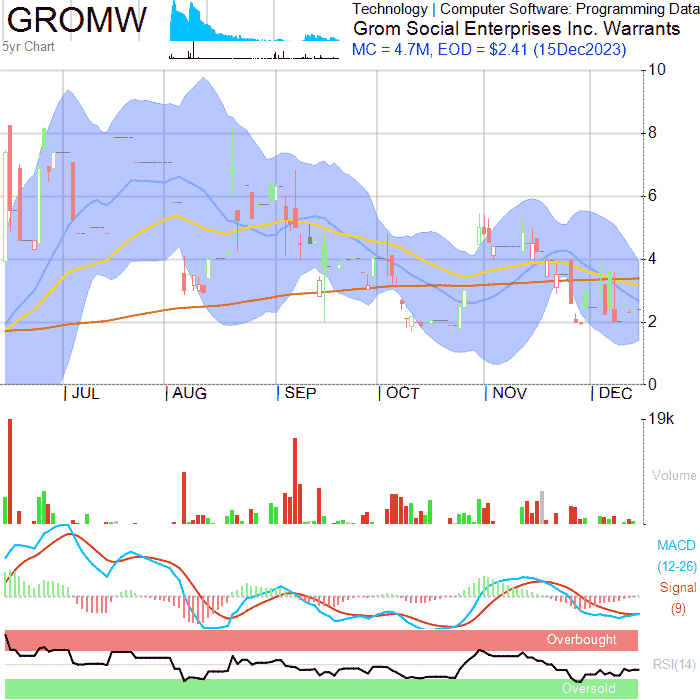 GROMW
5yr Chart
Technology | Computer Software: Programming Data
Grom Social Enterprises Inc. Warrants
MC = 4.7M, EOD = $2.41 (15Dec2023)
10
8
6
4
2
0
JUL AUG SEP OCT NOV DEC
19k
Volume
MACD
(12-26)
Signal
(9)
Overbought
RSI(14)
Oversold